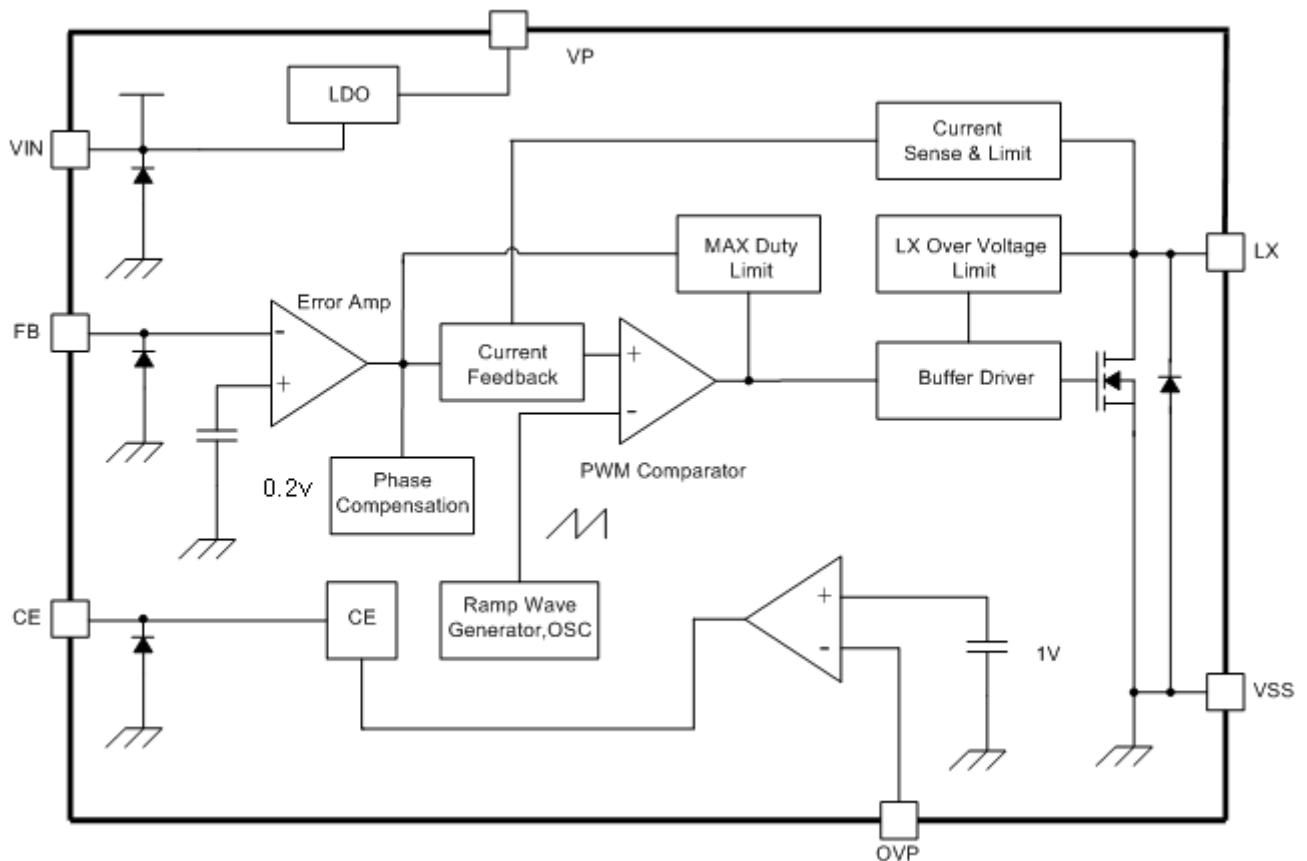 VP
LDO
VIN
Current
Sense & Limit
MAX Duty
Limit
LX Over Voltage
Limit
LX
Error Amp
FB
-
+
Current
Feedback
+
-
Buffer Driver
PWM Comparator
0.2v
Phase
Compensation
CE
CE
Ramp Wave
Generator,OSC
+
-
1V
VSS
OVP